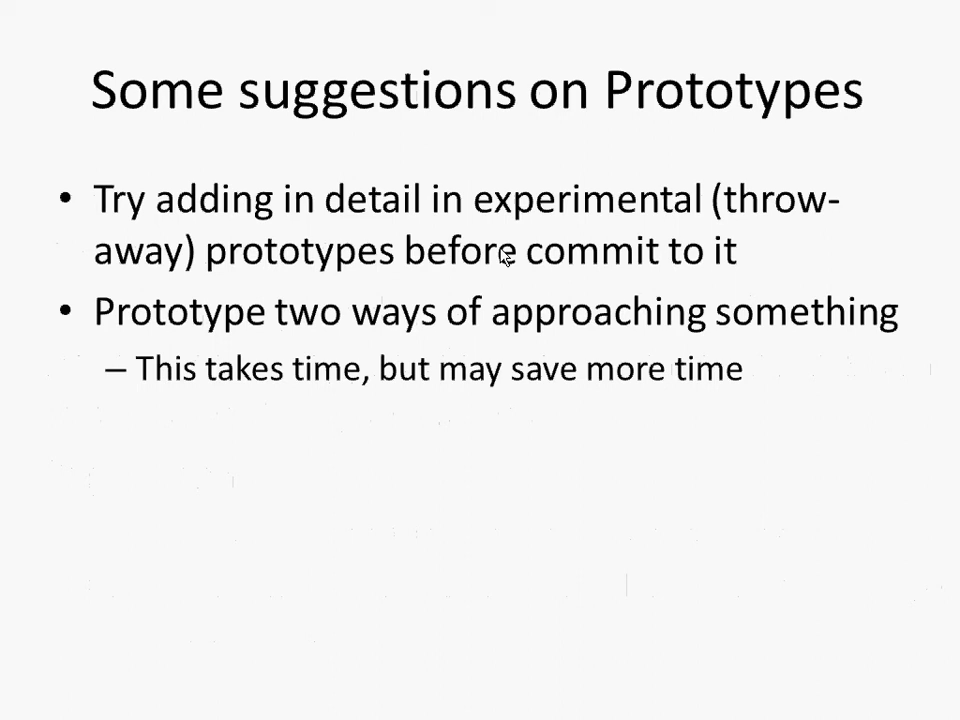 Some suggestions on Prototypes
• Try adding in detail in experimental (throw-
away) prototypes before commit to it
• Prototype two ways of approaching something
– This takes time, but may save more time